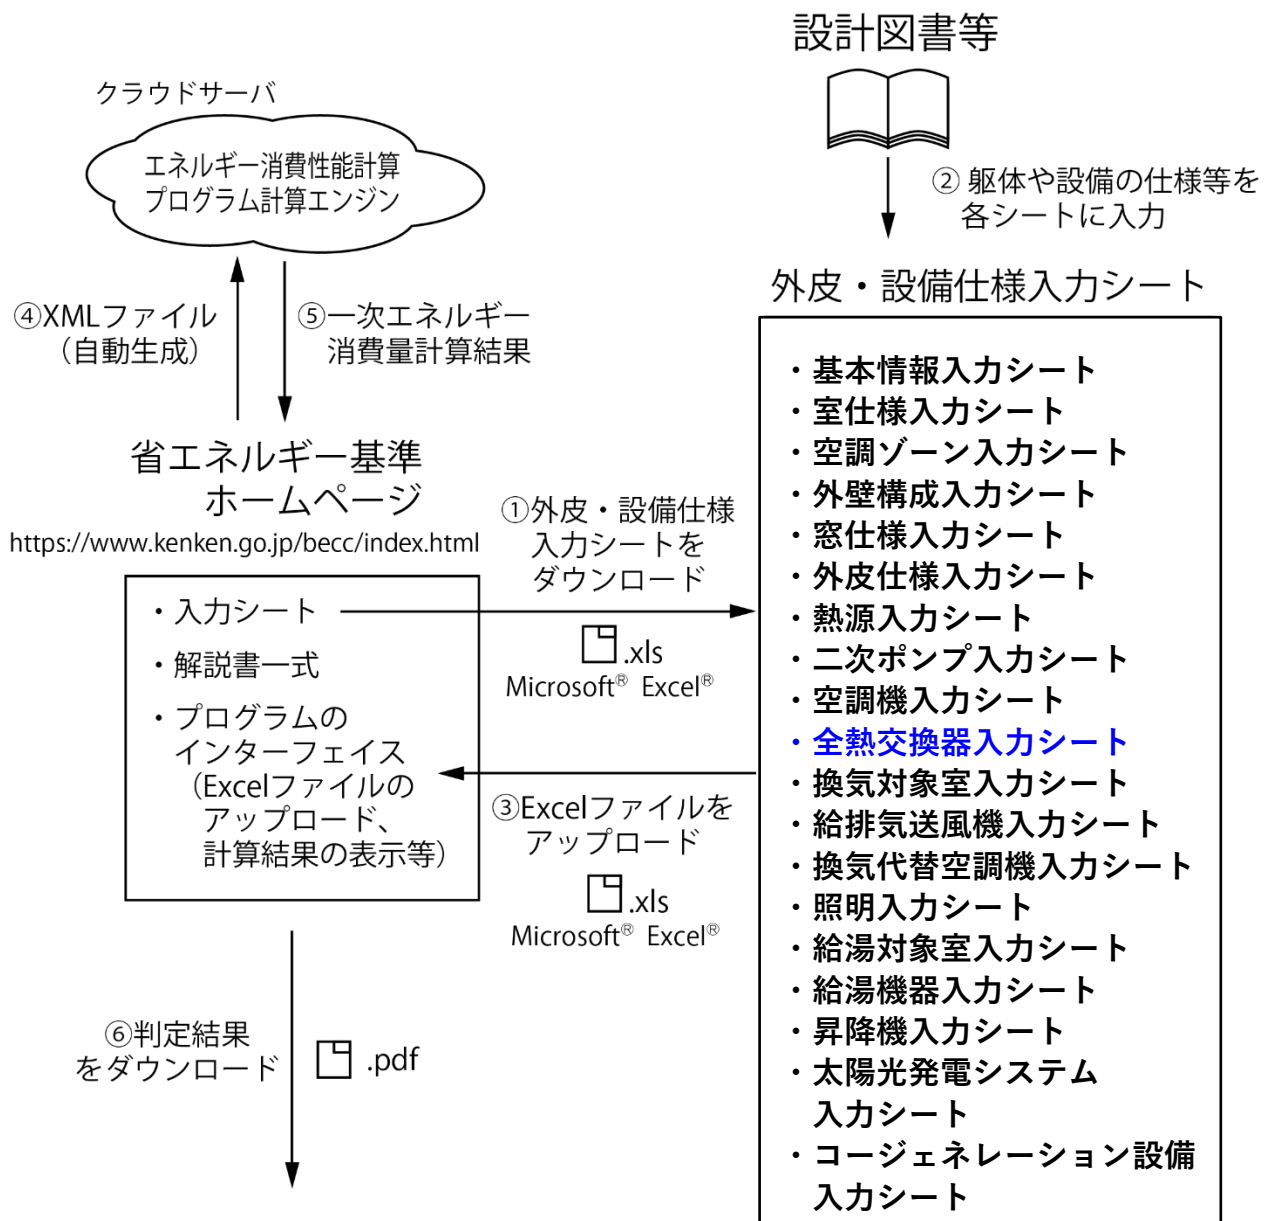 設計図書等
クラウドサーバ
エネルギー消費性能計算
プログラム計算エンジン
② 躯体や設備の仕様等を
各シートに入力
外皮・設備仕様入力シート
④XMLファイル
（自動生成）
⑤一次エネルギー
消費量計算結果
省エネルギー基準
ホームページ
https://www.kenken.go.jp/becc/index.html
・入力シート
・解説書一式
・プログラムの
インターフェイス
（Excelファイルの
アップロード、
計算結果の表示等）
①外皮・設備仕様
入力シートを
ダウンロード
.xls
Microsoft® Excel®
③Excelファイルを
アップロード
.xls
Microsoft® Excel®
・基本情報入力シート
・室仕様入力シート
・空調ゾーン入力シート
・外壁構成入力シート
・窓仕様入力シート
・外皮仕様入力シート
・熱源入力シート
・二次ポンプ入力シート
・空調機入力シート
・全熱交換器入力シート
・換気対象室入力シート
・給排気送風機入力シート
・換気代替空調機入力シート
・照明入力シート
・給湯対象室入力シート
・給湯機器入力シート
・昇降機入力シート
・太陽光発電システム
入力シート
・コージェネレーション設備
入力シート
⑥判定結果
をダウンロード
.pdf